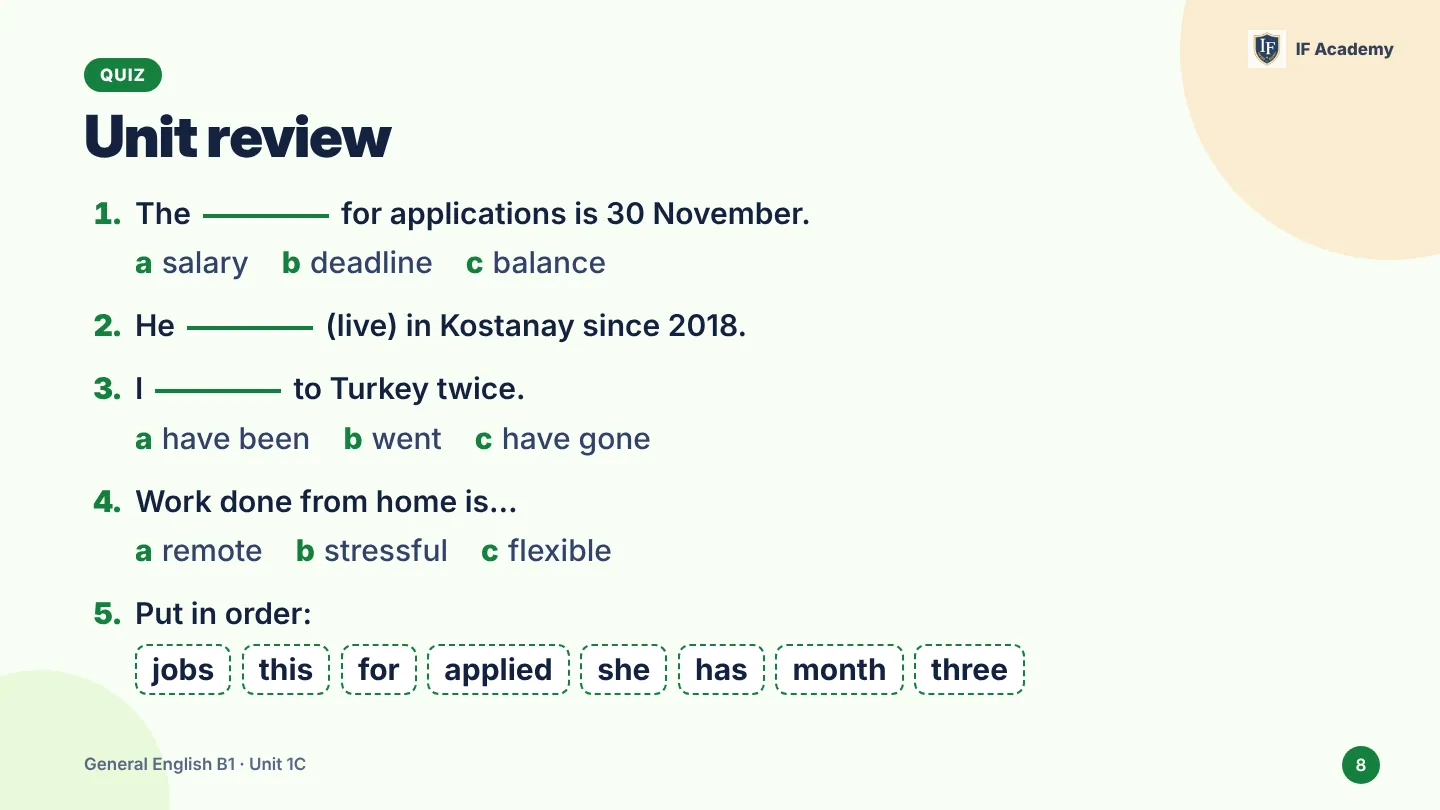 IF
IF Academy
QUIZ
Unit review
1. The ________ for applications is 30 November.
a salary b deadline c balance
2. He ________ (live) in Kostanay since 2018.
3. I ________ to Turkey twice.
a have been b went c have gone
4. Work done from home is...
a remote b stressful c flexible
5. Put in order:
jobs this for applied she has month three
General English B1 · Unit 1C
8